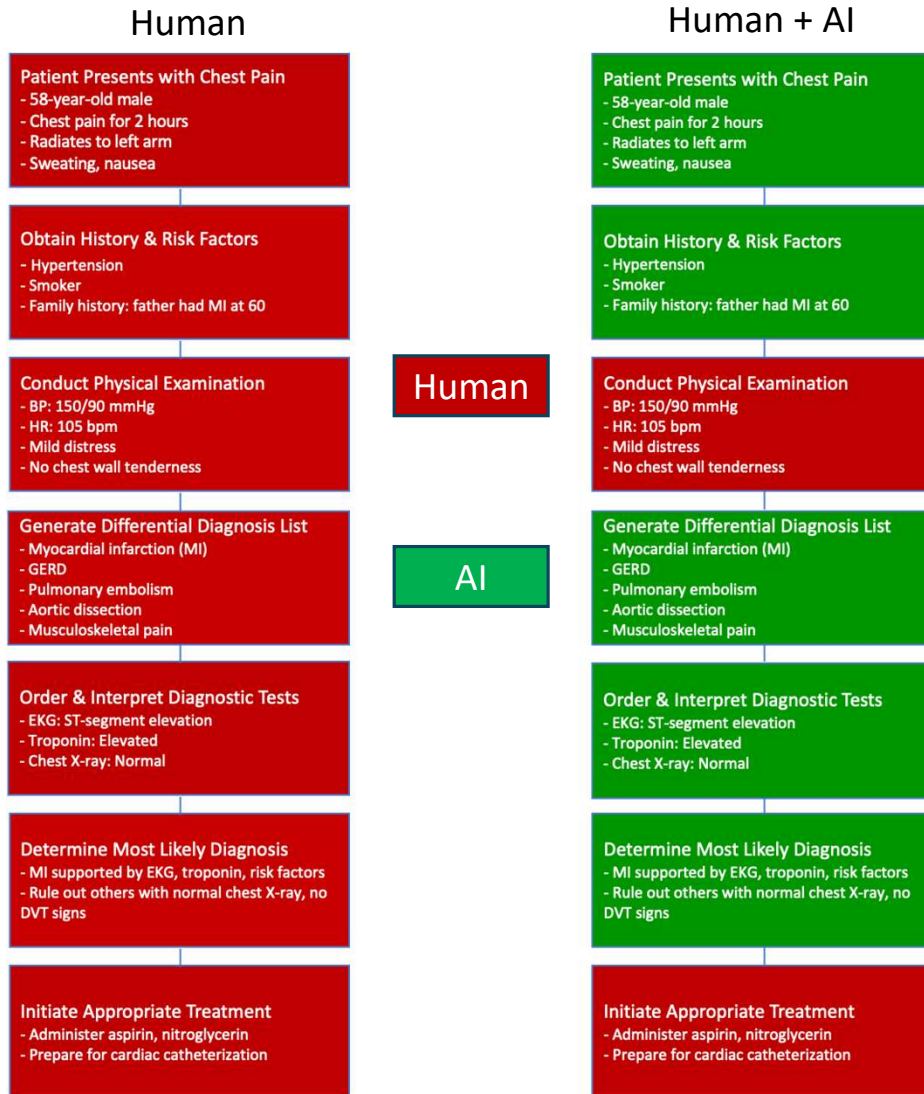 Human
Patient Presents with Chest Pain
- 58-year-old male
- Chest pain for 2 hours
- Radiates to left arm
- Sweating, nausea
Obtain History & Risk Factors
- Hypertension
- Smoker
- Family history: father had MI at 60
Conduct Physical Examination
- BP: 150/90 mmHg
- HR: 105 bpm
- Mild distress
- No chest wall tenderness
Generate Differential Diagnosis List
- Myocardial infarction (MI)
- GERD
- Pulmonary embolism
- Aortic dissection
- Musculoskeletal pain
Order & Interpret Diagnostic Tests
- EKG: ST-segment elevation
- Troponin: Elevated
- Chest X-ray: Normal
Determine Most Likely Diagnosis
- MI supported by EKG, troponin, risk factors
- Rule out others with normal chest X-ray, no
DVT signs
Initiate Appropriate Treatment
- Administer aspirin, nitroglycerin
- Prepare for cardiac catheterization
Human
AI
Human + AI
Patient Presents with Chest Pain
- 58-year-old male
- Chest pain for 2 hours
- Radiates to left arm
- Sweating, nausea
Obtain History & Risk Factors
- Hypertension
- Smoker
- Family history: father had MI at 60
Conduct Physical Examination
- BP: 150/90 mmHg
- HR: 105 bpm
- Mild distress
- No chest wall tenderness
Generate Differential Diagnosis List
- Myocardial infarction (MI)
- GERD
- Pulmonary embolism
- Aortic dissection
- Musculoskeletal pain
Order & Interpret Diagnostic Tests
- EKG: ST-segment elevation
- Troponin: Elevated
- Chest X-ray: Normal
Determine Most Likely Diagnosis
- MI supported by EKG, troponin, risk factors
- Rule out others with normal chest X-ray, no
DVT signs
Initiate Appropriate Treatment
- Administer aspirin, nitroglycerin
- Prepare for cardiac catheterization